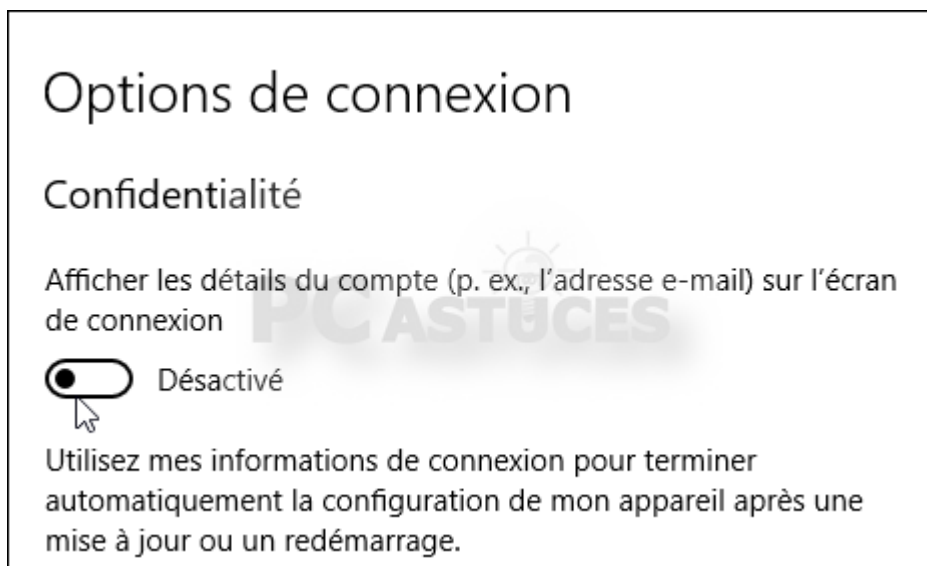 Options de connexion
Confidentialité
Afficher les détails du compte (p. ex., l'adresse e-mail) sur l'écran
de connexion
PC ASTUCES
Désactivé
Utilisez mes informations de connexion pour terminer
automatiquement la configuration de mon appareil après une
mise à jour ou un redémarrage.